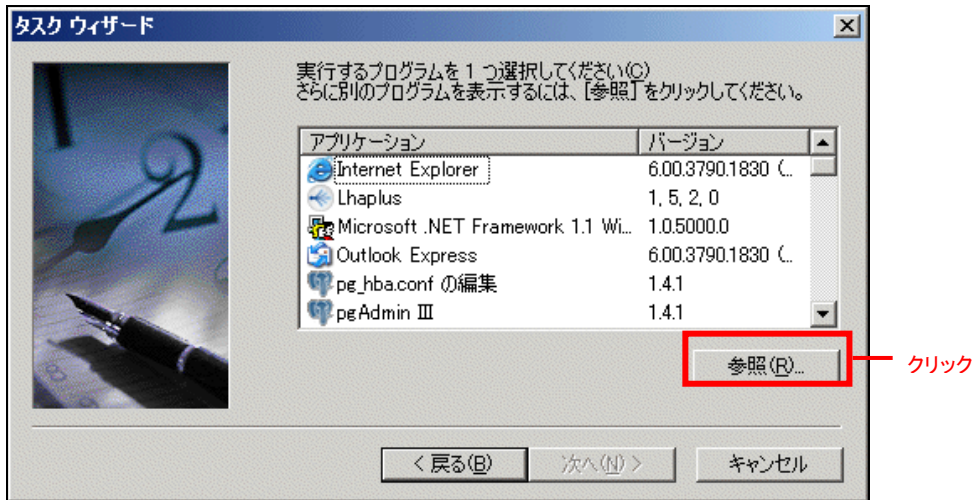 タスク ウィザード
実行するプログラムを 1 つ選択してください(C)
さらに別のプログラムを表示するには、[参照] をクリックしてください。
アプリケーション バージョン
Internet Explorer 6.00.3790.1830 (...
Lhaplus 1, 5, 2, 0
Microsoft .NET Framework 1.1 Wi... 1.0.5000.0
Outlook Express 6.00.3790.1830 (...
pg_hba.conf の編集 1.4.1
pgAdmin III 1.4.1
参照(R)...
クリック
< 戻る(B) 次へ(N) > キャンセル